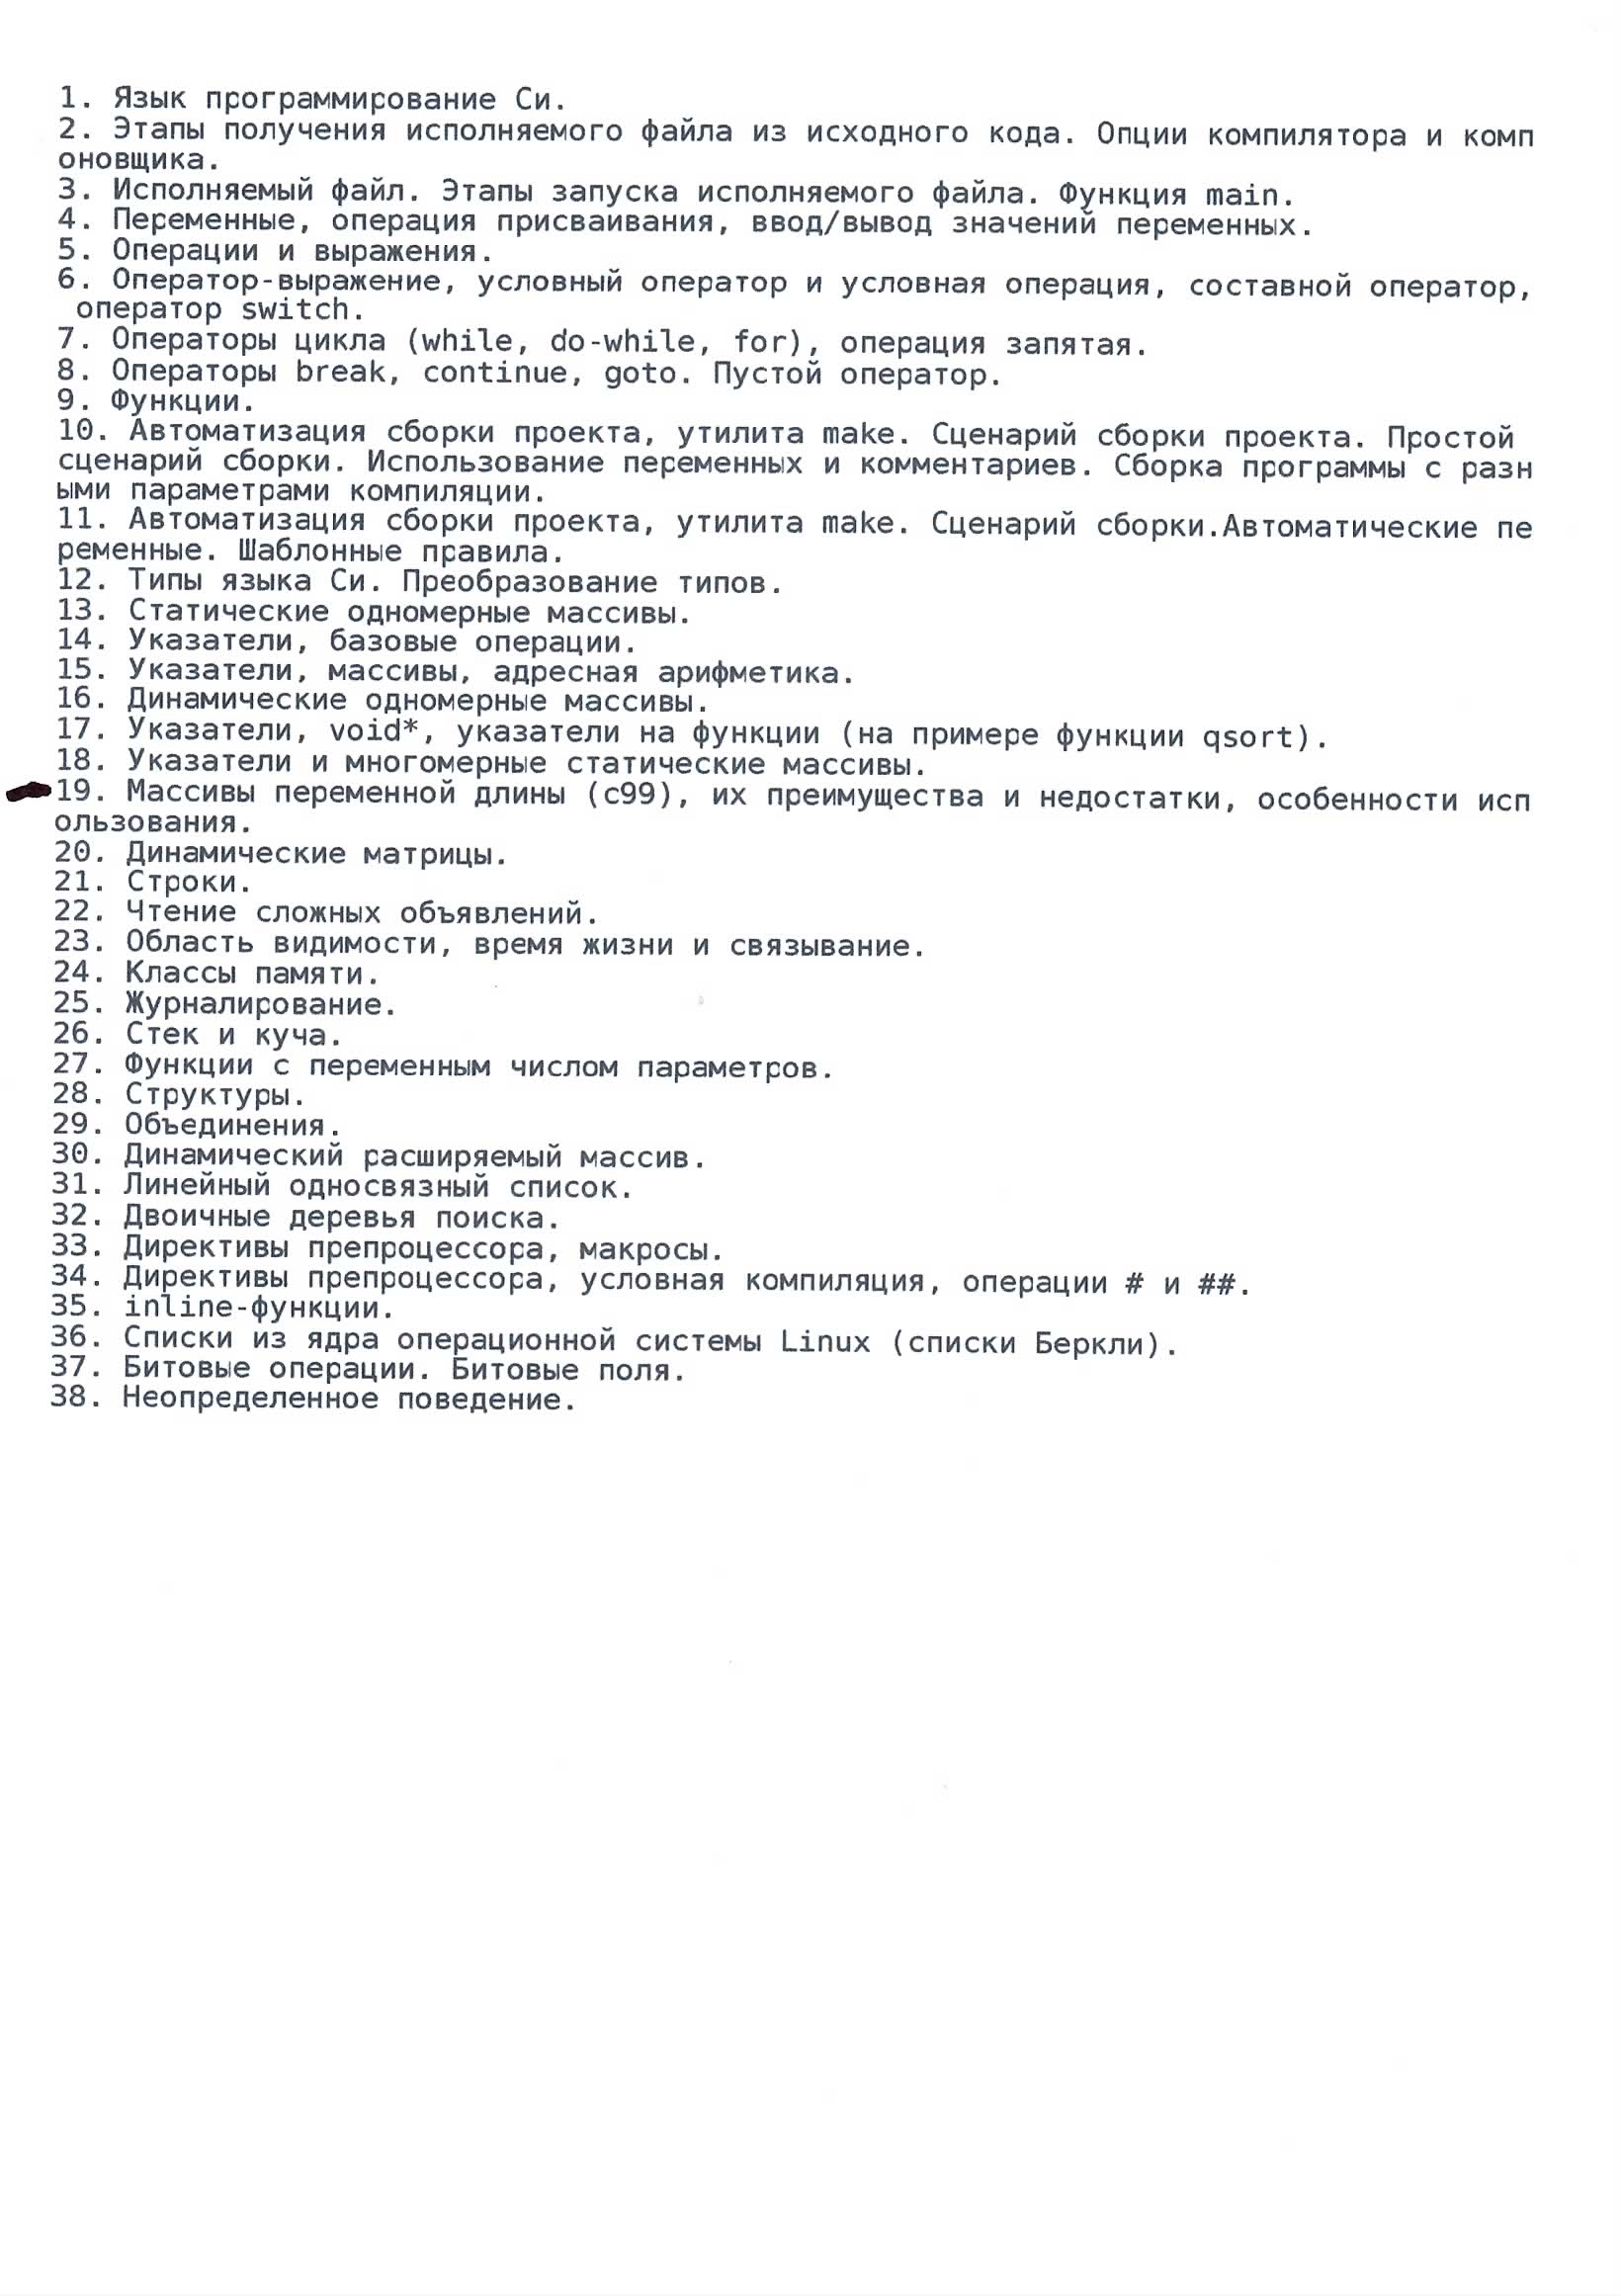 1. Язык программирование Си.
2. Этапы получения исполняемого файла из исходного кода. Опции компилятора и комп
оновщика.
3. Исполняемый файл. Этапы запуска исполняемого файла. Функция main.
4. Переменные, операция присваивания, ввод/вывод значений переменных.
5. Операции и выражения.
6. Оператор-выражение, условный оператор и условная операция, составной оператор,
оператор switch.
7. Операторы цикла (while, do-while, for), операция запятая.
8. Операторы break, continue, goto. Пустой оператор.
9. Функции.
10. Автоматизация сборки проекта, утилита make. Сценарий сборки проекта. Простой
сценарий сборки. Использование переменных и комментариев. Сборка программы с разн
ыми параметрами компиляции.
11. Автоматизация сборки проекта, утилита make. Сценарий сборки.Автоматические пе
ременные. Шаблонные правила.
12. Типы языка Си. Преобразование типов.
13. Статические одномерные массивы.
14. Указатели, базовые операции.
15. Указатели, массивы, адресная арифметика.
16. Динамические одномерные массивы.
17. Указатели, void*, указатели на функции (на примере функции qsort).
18. Указатели и многомерные статические массивы.
19. Массивы переменной длины (c99), их преимущества и недостатки, особенности исп
ользования.
20. Динамические матрицы.
21. Строки.
22. Чтение сложных объявлений.
23. Область видимости, время жизни и связывание.
24. Классы памяти.
25. Журналирование.
26. Стек и куча.
27. Функции с переменным числом параметров.
28. Структуры.
29. Объединения.
30. Динамический расширяемый массив.
31. Линейный односвязный список.
32. Двоичные деревья поиска.
33. Директивы препроцессора, макросы.
34. Директивы препроцессора, условная компиляция, операции # и ##.
35. inline-функции.
36. Списки из ядра операционной системы Linux (списки Беркли).
37. Битовые операции. Битовые поля.
38. Неопределенное поведение.